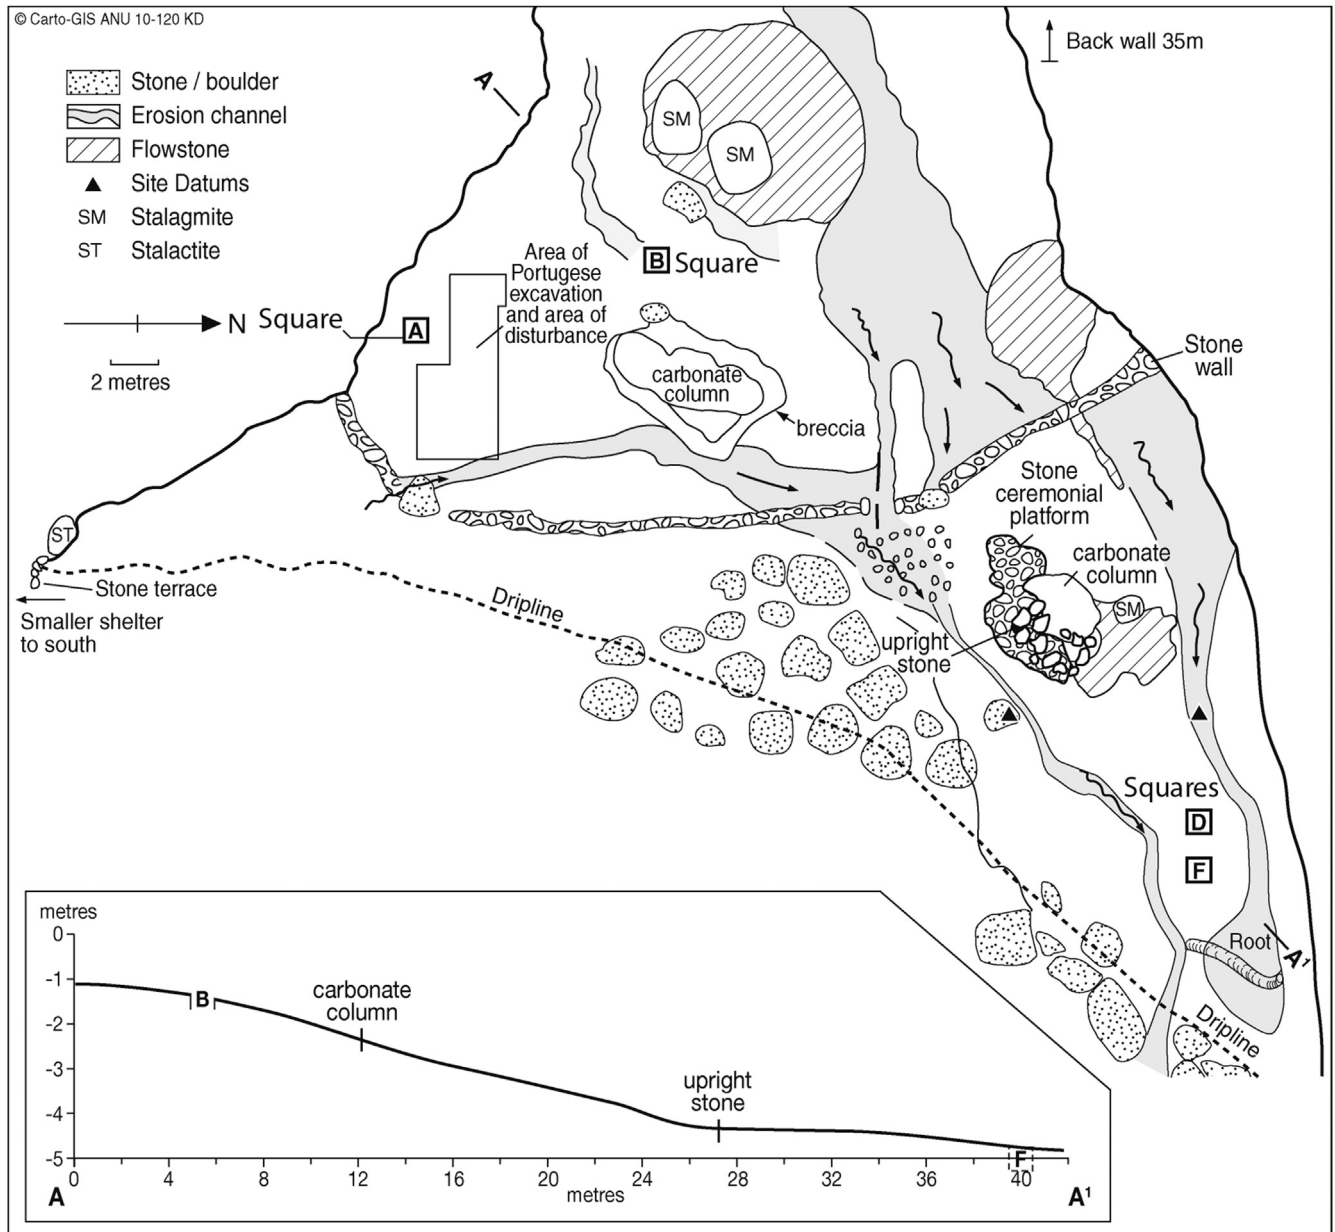 © Carto-GIS ANU 10-120 KD
Stone / boulder
Erosion channel
Flowstone
Site Datums
SM Stalagmite
ST Stalactite
N
2 metres
A
Back wall 35m
SM
SM
B Square
Area of
Portugese
excavation
and area of
disturbance
Square A
carbonate
column
breccia
Stone
wall
Stone
ceremonial
platform
carbonate
column
SM
upright
stone
ST
Stone terrace
Smaller shelter
to south
Dripline
Squares
D
F
Root
A¹
Dripline
metres
0
-1
-2
-3
-4
-5
B
carbonate
column
upright
stone
F
0 4 8 12 16 20 24 28 32 36 40
metres
A A¹